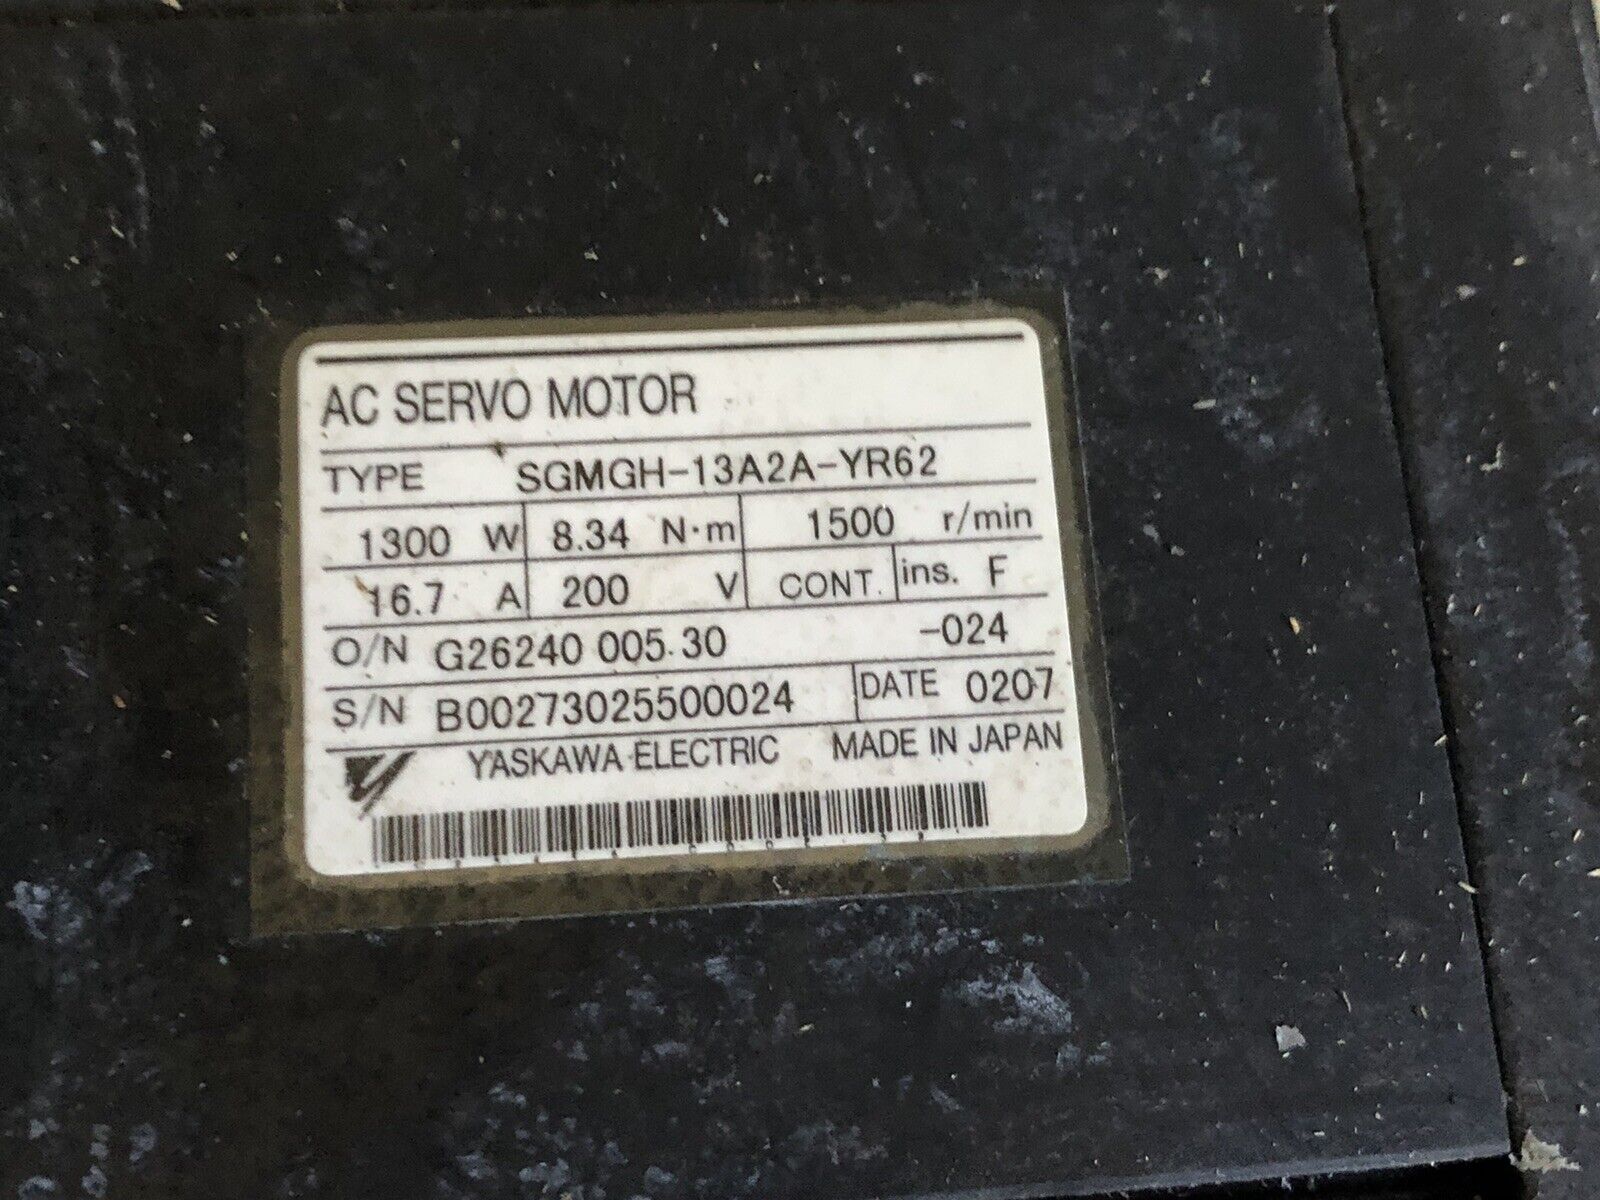 AC SERVO MOTOR
TYPE SGMGH-13A2A-YR62
1300 W 8.34 N·m 1500 r/min
16.7 A 200 V CONT. ins. F
O/N G26240 005.30 -024
S/N B00273025500024 DATE 0207
YASKAWA ELECTRIC MADE IN JAPAN